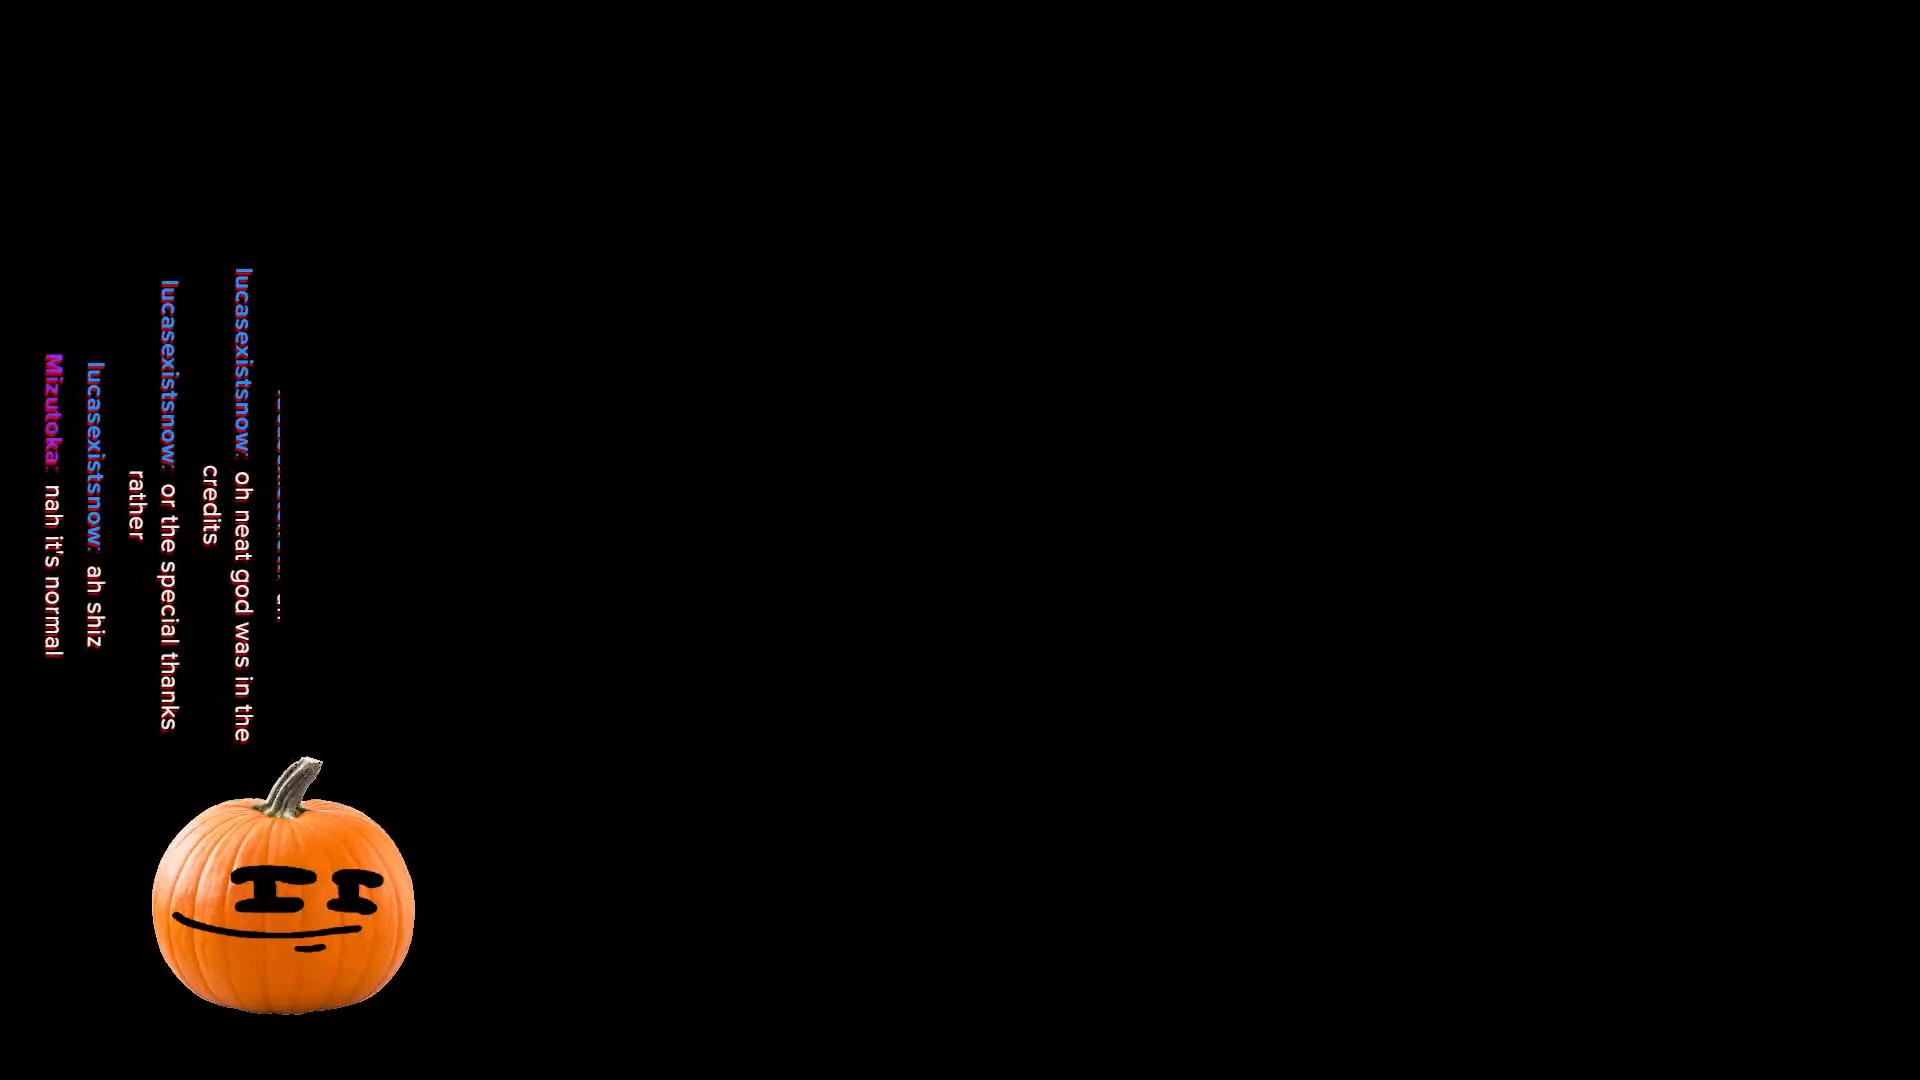 lucasexistsnow: oh neat god was in the
credits
lucasexistsnow: or the special thanks
rather
lucasexistsnow: ah shiz
Mizutoka: nah it's normal